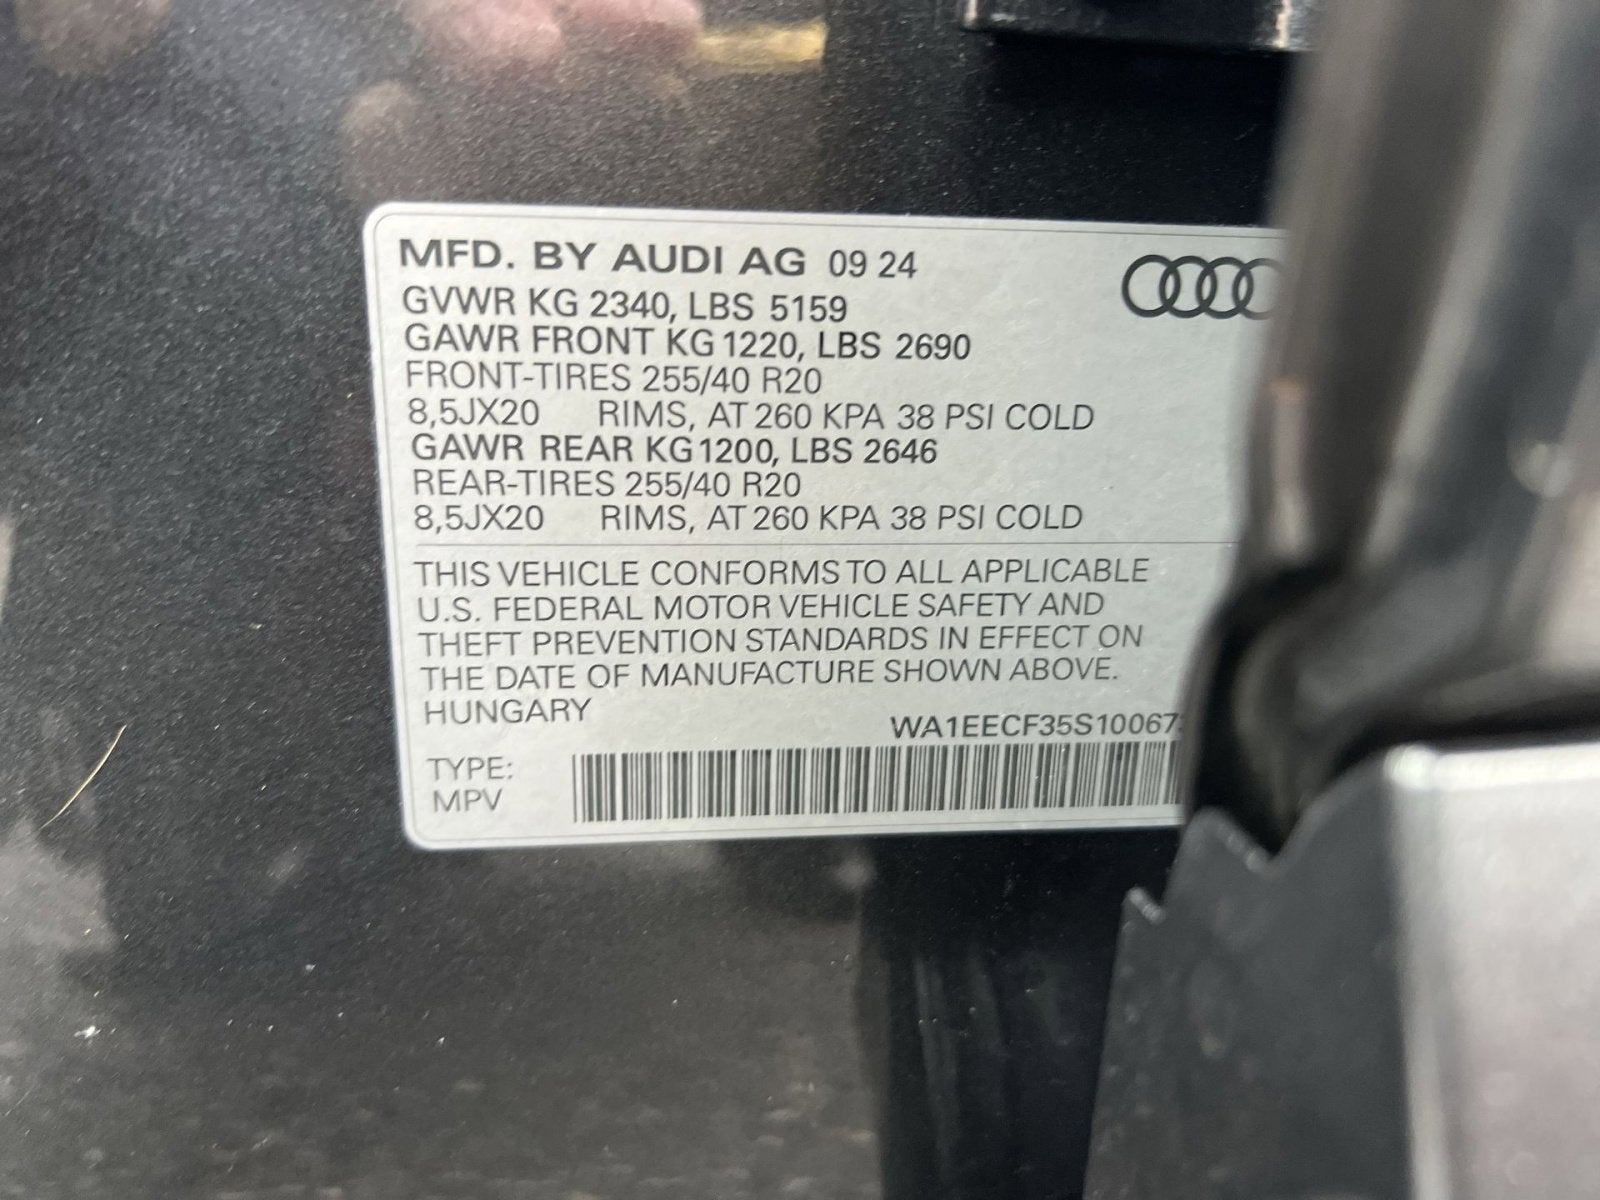 MFD. BY AUDI AG 09 24
GVWR KG 2340, LBS 5159
GAWR FRONT KG 1220, LBS 2690
FRONT-TIRES 255/40 R20
8,5JX20 RIMS, AT 260 KPA 38 PSI COLD
GAWR REAR KG 1200, LBS 2646
REAR-TIRES 255/40 R20
8,5JX20 RIMS, AT 260 KPA 38 PSI COLD
THIS VEHICLE CONFORMS TO ALL APPLICABLE
U.S. FEDERAL MOTOR VEHICLE SAFETY AND
THEFT PREVENTION STANDARDS IN EFFECT ON
THE DATE OF MANUFACTURE SHOWN ABOVE.
HUNGARY
WA1EECF35S10067
TYPE:
MPV